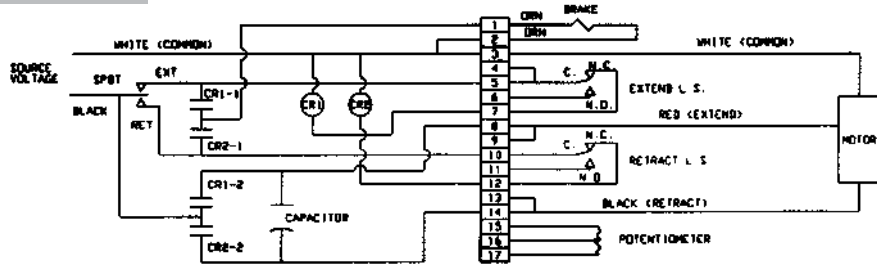 ORN BRAKE
1
ORN
2
WHITE (COMMON) 3 WHITE (COMMON)
SOURCE
VOLTAGE
SPDT EXT
4 N.C.
5 C.
CR1-1 CR1 CR2 6 EXTEND L.S.
BLACK
7 N.O.
RET 8 RED (EXTEND)
9 MOTOR
CR2-1 10 C. N.C.
11 RETRACT L.S
12 N.O
CR1-2 13
CAPACITOR 14 BLACK (RETRACT)
15
CR2-2 16 POTENTIOMETER
17